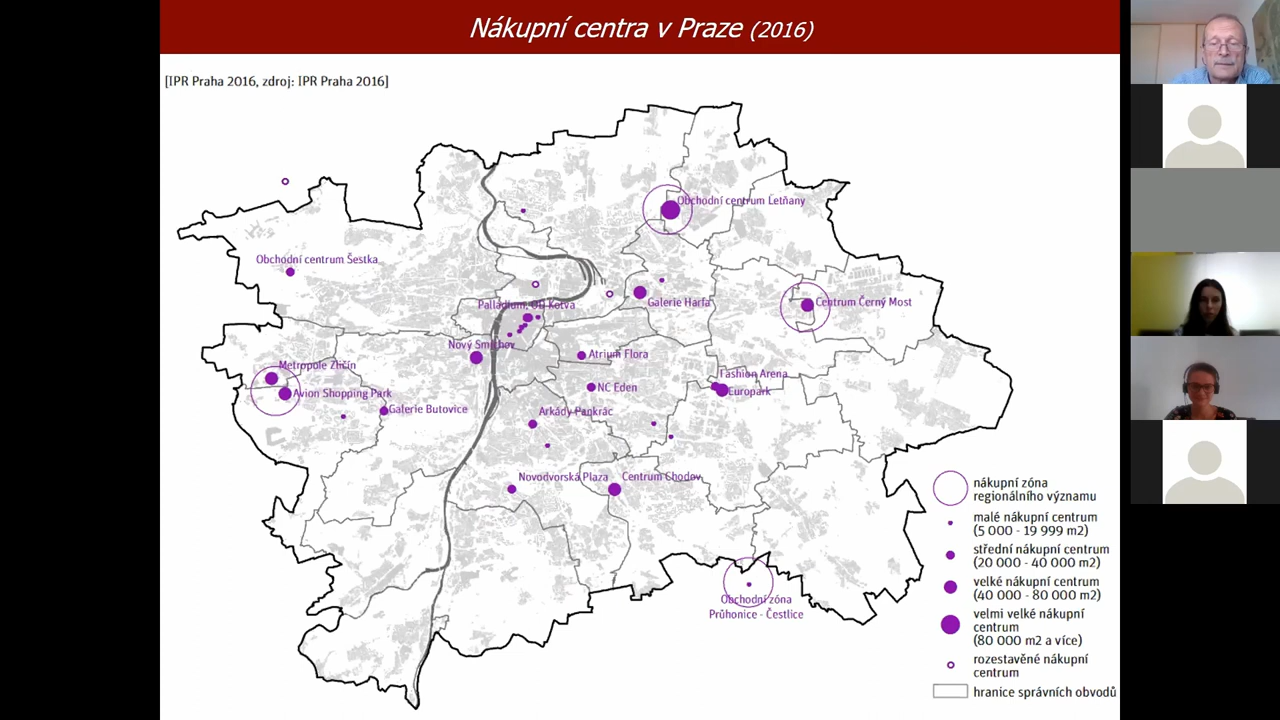 Nákupní centra v Praze (2016)
[IPR Praha 2016, zdroj: IPR Praha 2016]
Obchodní centrum Letňany
Obchodní centrum Šestka
Galerie Harfa
Centrum Černý Most
Palladium, OD Kotva
Nový Smíchov
Atrium Flora
Metropole Zličín
Fashion Arena
Avion Shopping Park
NC Eden
Europark
Galerie Butovice
Arkády Pankrác
Novodvorská Plaza
Centrum Chodov
Obchodní zóna
Průhonice - Čestlice
nákupní zóna
regionálního významu
malé nákupní centrum
(5 000 - 19 999 m2)
střední nákupní centrum
(20 000 - 40 000 m2)
velké nákupní centrum
(40 000 - 80 000 m2)
velmi velké nákupní
centrum
(80 000 m2 a více)
rozestavěné nákupní
centrum
hranice správních obvodů